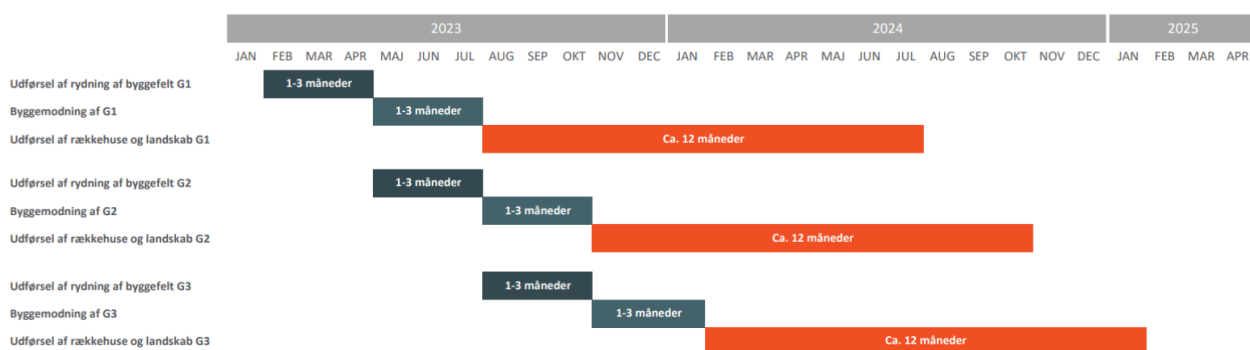 2023 2024 2025
JAN FEB MAR APR MAJ JUN JUL AUG SEP OKT NOV DEC JAN FEB MAR APR MAJ JUN JUL AUG SEP OKT NOV DEC JAN FEB MAR APR
Udførsel af rydning af byggefelt G1 1-3 måneder
Byggemodning af G1 1-3 måneder
Udførsel af rækkehuse og landskab G1 Ca. 12 måneder
Udførsel af rydning af byggefelt G2 1-3 måneder
Byggemodning af G2 1-3 måneder
Udførsel af rækkehuse og landskab G2 Ca. 12 måneder
Udførsel af rydning af byggefelt G3 1-3 måneder
Byggemodning af G3 1-3 måneder
Udførsel af rækkehuse og landskab G3 Ca. 12 måneder